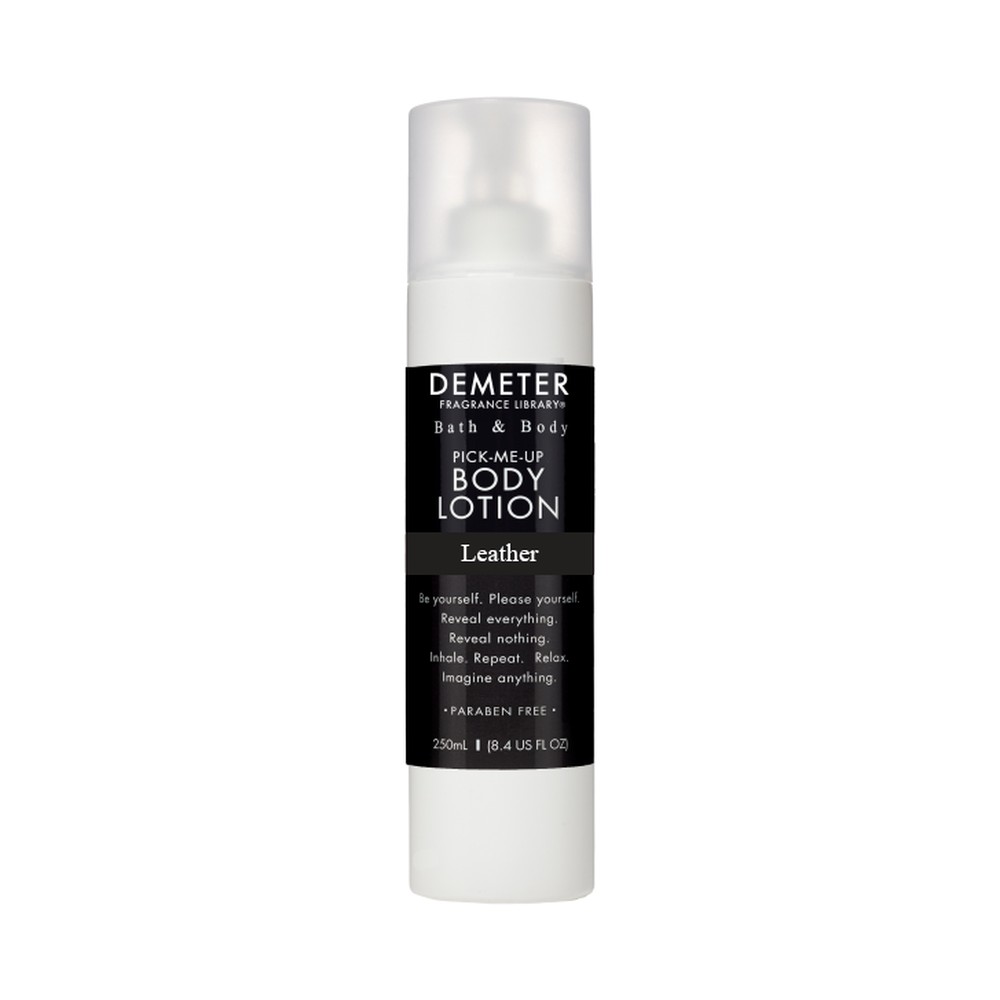 DEMETER
FRAGRANCE LIBRARY®
Bath & Body
PICK-ME-UP
BODY
LOTION
Leather
Be yourself. Please yourself.
Reveal everything.
Reveal nothing.
Inhale. Repeat. Relax.
Imagine anything.
• PARABEN FREE •
250mL | (8.4 US FL OZ)